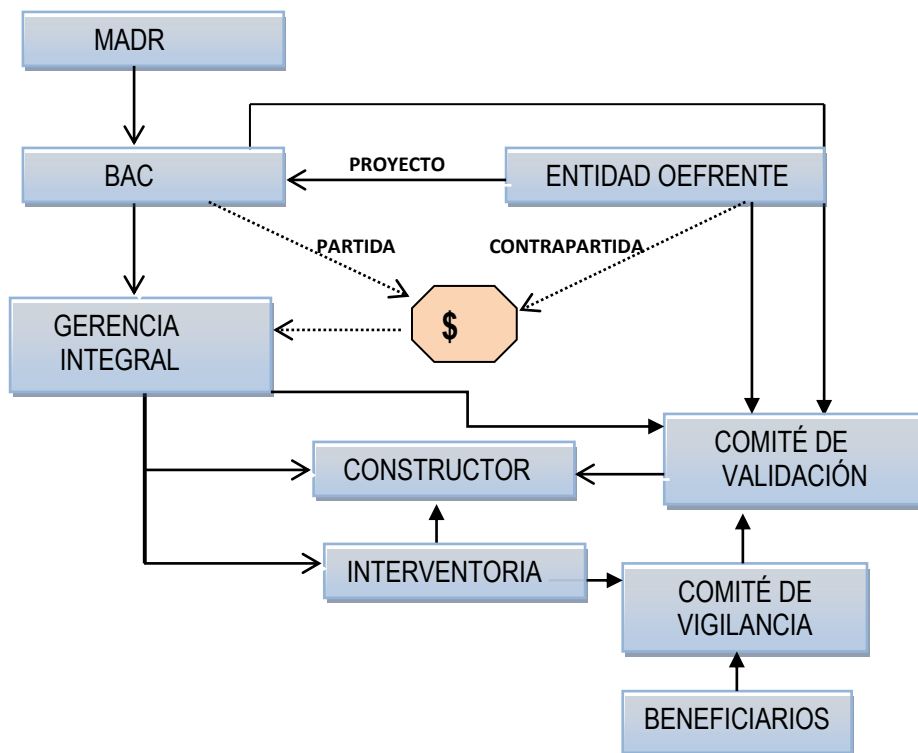 MADR
BAC
PROYECTO
ENTIDAD OEFRENTE
PARTIDA
CONTRAPARTIDA
GERENCIA
INTEGRAL
$
CONSTRUCTOR
COMITÉ DE
VALIDACIÓN
INTERVENTORIA
COMITÉ DE
VIGILANCIA
BENEFICIARIOS